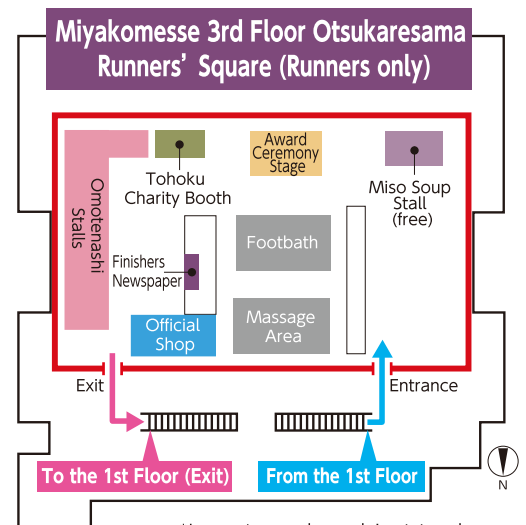 Miyakomesse 3rd Floor Otsukaresama
Runners' Square (Runners only)
Award
Ceremony
Stage
Tohoku
Charity Booth
Miso Soup
Stall
(free)
Omotenashi
Stalls
Footbath
Finishers
Newspaper
Official
Shop
Massage
Area
Exit
Entrance
To the 1st Floor (Exit)
From the 1st Floor
N